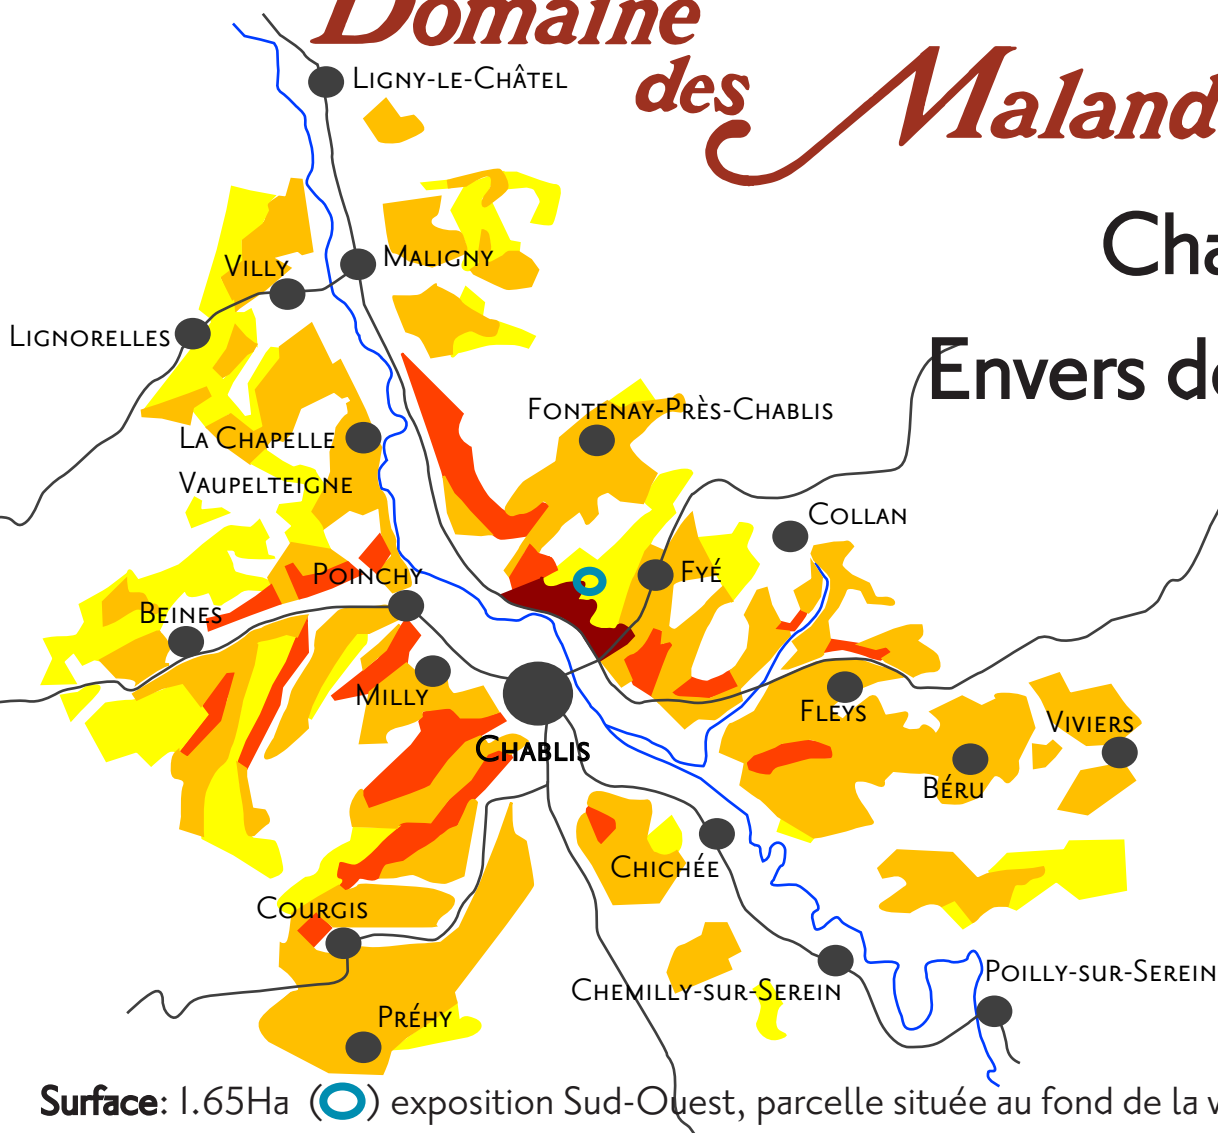 Domaine
des Maland
Cha
Envers de
LIGNY-LE-CHÂTEL
MALIGNY
VILLY
LIGNORELLES
FONTENAY-PRÈS-CHABLIS
LA CHAPELLE
VAUPELTEIGNE
COLLAN
FYÉ
POINCHY
BEINES
MILLY
FLEYS
VIVIERS
CHABLIS
BÉRU
CHICHÉE
COURGIS
CHEMILLY-SUR-SEREIN
POILLY-SUR-SEREIN
PRÉHY
Surface: 1.65Ha ( ) exposition Sud-Ouest, parcelle située au fond de la v